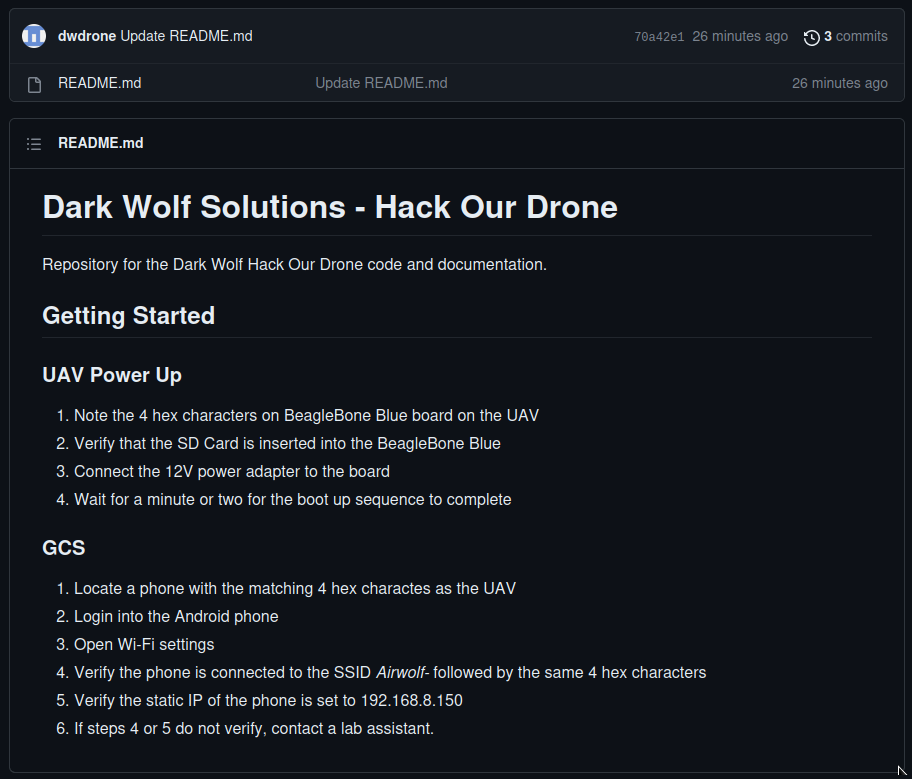 dwdrone Update README.md 70a42e1 26 minutes ago 3 commits
README.md Update README.md 26 minutes ago
README.md
Dark Wolf Solutions - Hack Our Drone
Repository for the Dark Wolf Hack Our Drone code and documentation.
Getting Started
UAV Power Up
1. Note the 4 hex characters on BeagleBone Blue board on the UAV
2. Verify that the SD Card is inserted into the BeagleBone Blue
3. Connect the 12V power adapter to the board
4. Wait for a minute or two for the boot up sequence to complete
GCS
1. Locate a phone with the matching 4 hex charactes as the UAV
2. Login into the Android phone
3. Open Wi-Fi settings
4. Verify the phone is connected to the SSID Airwolf- followed by the same 4 hex characters
5. Verify the static IP of the phone is set to 192.168.8.150
6. If steps 4 or 5 do not verify, contact a lab assistant.